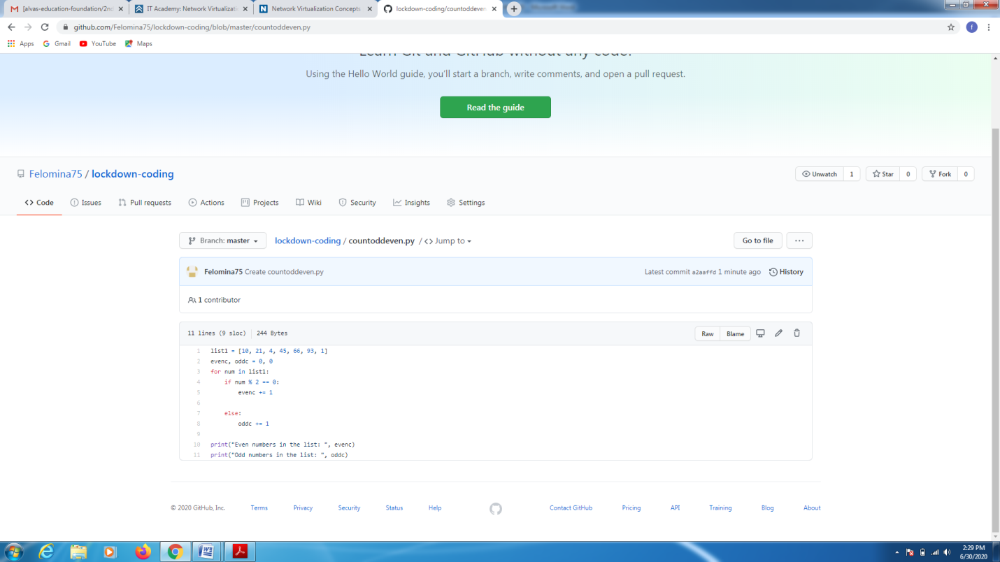 [alvas-education-foundation/2nd
IT Academy: Network Virtualizati
Network Virtualization Concepts
lockdown-coding/countoddeven.
github.com/Felomina75/lockdown-coding/blob/master/countoddeven.py
f
Apps
Gmail
YouTube
Maps
Learn Git and GitHub without any code!
Using the Hello World guide, you'll start a branch, write comments, and open a pull request.
Read the guide
Felomina75 / lockdown-coding
Unwatch 1
Star 0
Fork 0
Code
Issues
Pull requests
Actions
Projects
Wiki
Security
Insights
Settings
Branch: master
lockdown-coding / countoddeven.py / <> Jump to
Go to file
...
Felomina75 Create countoddeven.py
Latest commit a2aaffd 1 minute ago
History
1 contributor
11 lines (9 sloc) 244 Bytes
Raw
Blame
1 list1 = [10, 21, 4, 45, 66, 93, 1]
2 evenc, oddc = 0, 0
3 for num in list1:
4     if num % 2 == 0:
5         evenc += 1
6
7     else:
8         oddc += 1
9
10 print("Even numbers in the list: ", evenc)
11 print("Odd numbers in the list: ", oddc)
© 2020 GitHub, Inc.
Terms
Privacy
Security
Status
Help
Contact GitHub
Pricing
API
Training
Blog
About
2:29 PM
6/30/2020